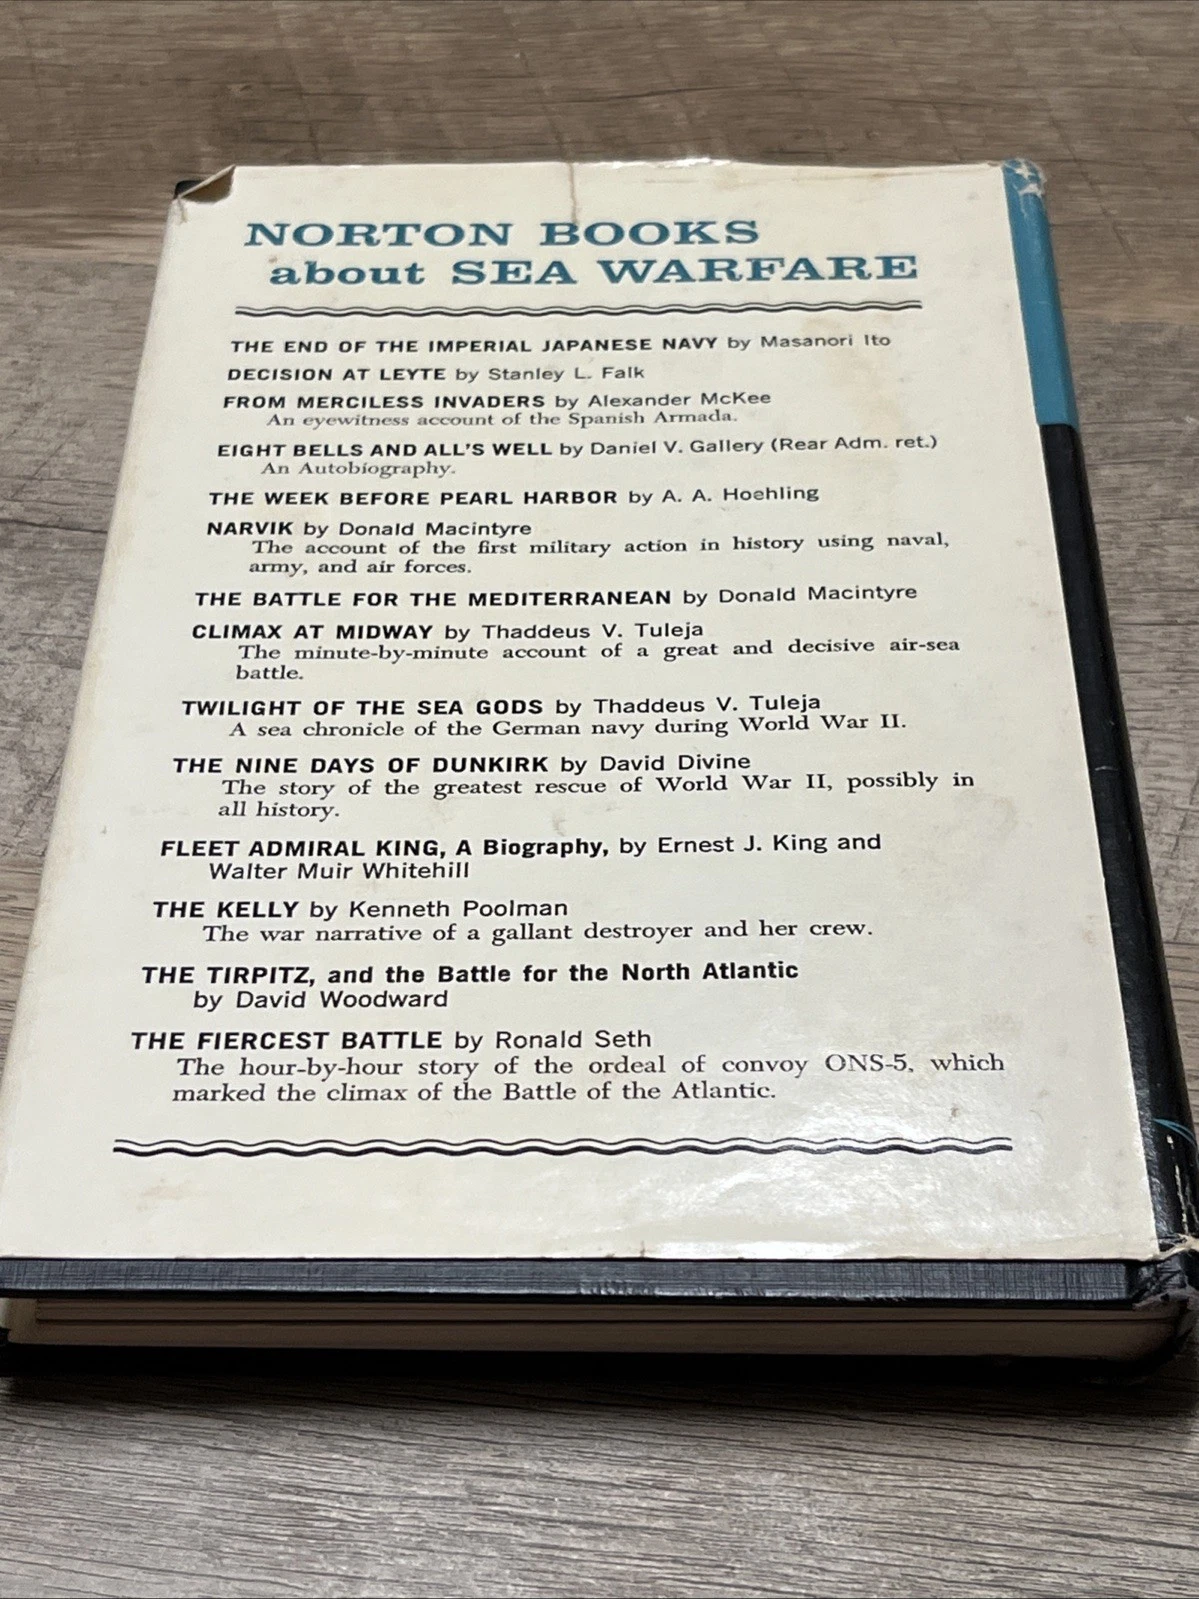 NORTON BOOKS
about SEA WARFARE
THE END OF THE IMPERIAL JAPANESE NAVY by Masanori Ito
DECISION AT LEYTE by Stanley L. Falk
FROM MERCILESS INVADERS by Alexander McKee
An eyewitness account of the Spanish Armada.
EIGHT BELLS AND ALL'S WELL by Daniel V. Gallery (Rear Adm. ret.)
An Autobiography.
THE WEEK BEFORE PEARL HARBOR by A. A. Hoehling
NARVIK by Donald Macintyre
The account of the first military action in history using naval,
army, and air forces.
THE BATTLE FOR THE MEDITERRANEAN by Donald Macintyre
CLIMAX AT MIDWAY by Thaddeus V. Tuleja
The minute-by-minute account of a great and decisive air-sea
battle.
TWILIGHT OF THE SEA GODS by Thaddeus V. Tuleja
A sea chronicle of the German navy during World War II.
THE NINE DAYS OF DUNKIRK by David Divine
The story of the greatest rescue of World War II, possibly in
all history.
FLEET ADMIRAL KING, A Biography, by Ernest J. King and
Walter Muir Whitehill
THE KELLY by Kenneth Poolman
The war narrative of a gallant destroyer and her crew.
THE TIRPITZ, and the Battle for the North Atlantic
by David Woodward
THE FIERCEST BATTLE by Ronald Seth
The hour-by-hour story of the ordeal of convoy ONS-5, which
marked the climax of the Battle of the Atlantic.